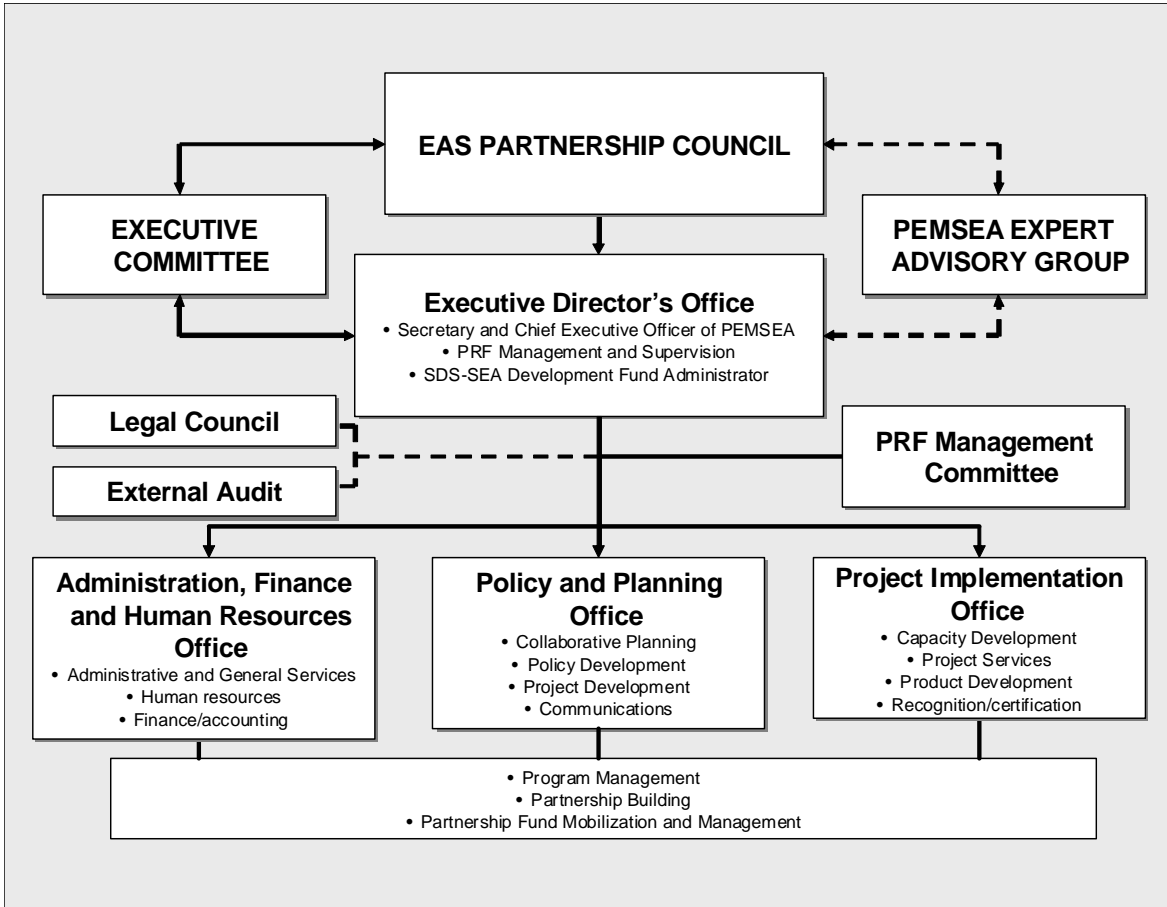 EAS PARTNERSHIP COUNCIL
EXECUTIVE
COMMITTEE
PEMSEA EXPERT
ADVISORY GROUP
Executive Director's Office
• Secretary and Chief Executive Officer of PEMSEA
• PRF Management and Supervision
• SDS-SEA Development Fund Administrator
Legal Council
External Audit
PRF Management
Committee
Administration, Finance
and Human Resources
Office
• Administrative and General Services
• Human resources
• Finance/accounting
Policy and Planning
Office
• Collaborative Planning
• Policy Development
• Project Development
• Communications
Project Implementation
Office
• Capacity Development
• Project Services
• Product Development
• Recognition/certification
• Program Management
• Partnership Building
• Partnership Fund Mobilization and Management